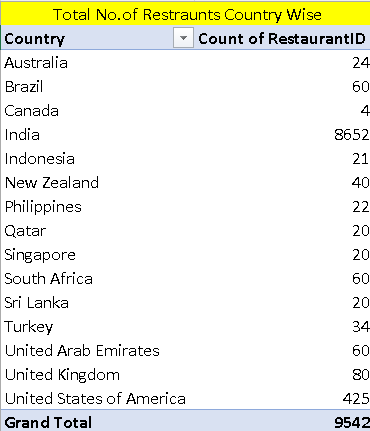 Total No.of Restraunts Country Wise
Country Count of RestaurantID
Australia 24
Brazil 60
Canada 4
India 8652
Indonesia 21
New Zealand 40
Philippines 22
Qatar 20
Singapore 20
South Africa 60
Sri Lanka 20
Turkey 34
United Arab Emirates 60
United Kingdom 80
United States of America 425
Grand Total 9542